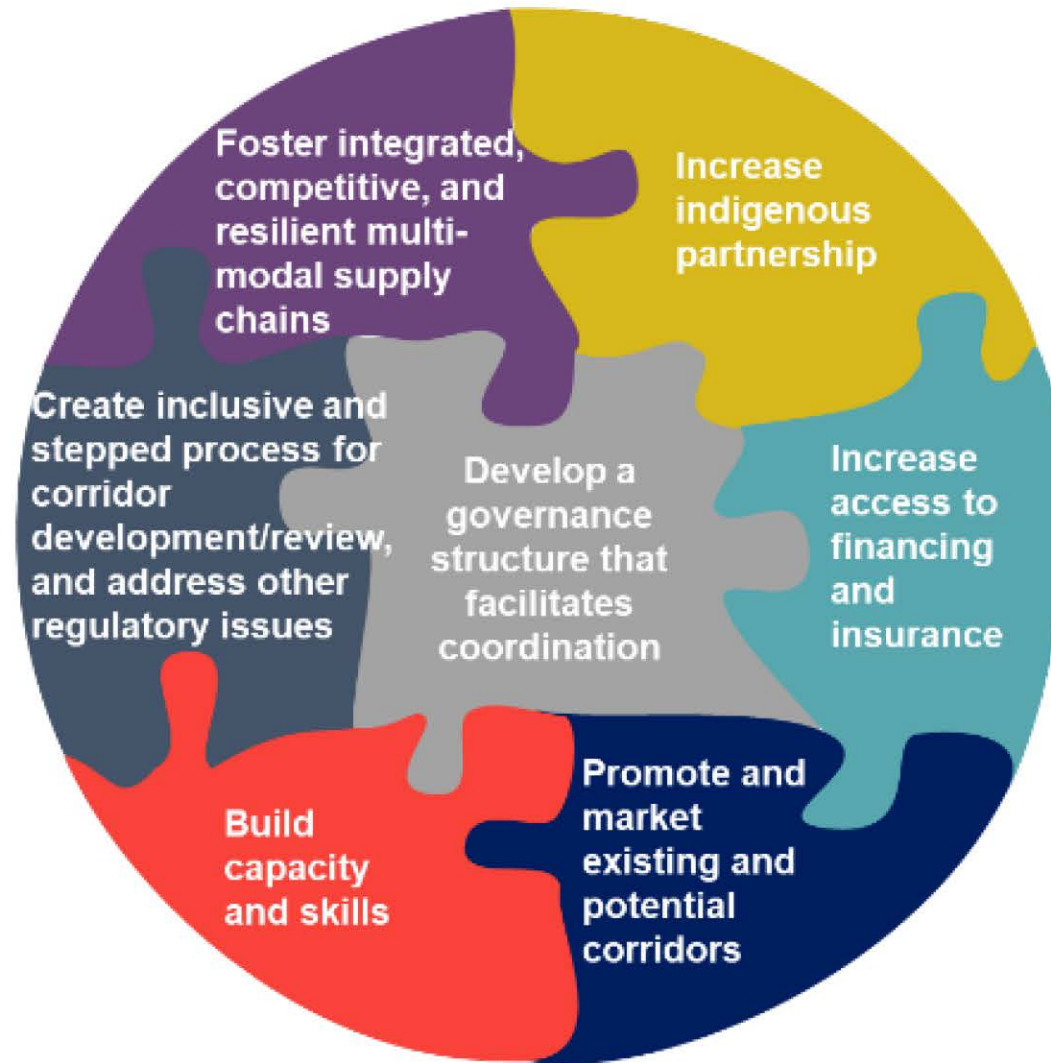 Foster integrated,
competitive, and
resilient multi-
modal supply
chains
Increase
indigenous
partnership
Create inclusive and
stepped process for
corridor
development/review,
and address other
regulatory issues
Develop a
governance
structure that
facilitates
coordination
Increase
access to
financing
and
insurance
Build
capacity
and skills
Promote and
market
existing and
potential
corridors